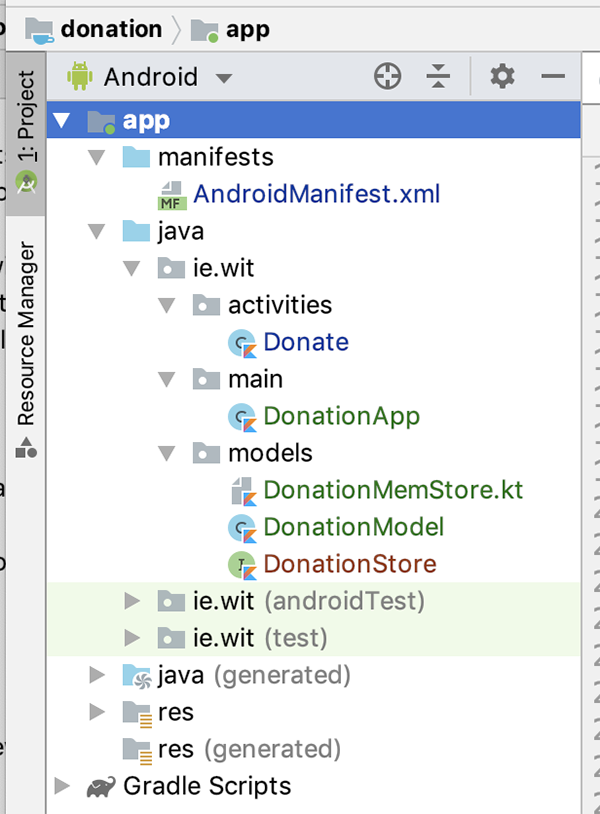 donation app
1: Project
Resource Manager
Android
app
manifests
MF AndroidManifest.xml
java
ie.wit
activities
C Donate
main
C DonationApp
models
DonationMemStore.kt
C DonationModel
I DonationStore
ie.wit (androidTest)
ie.wit (test)
java (generated)
res
res (generated)
Gradle Scripts